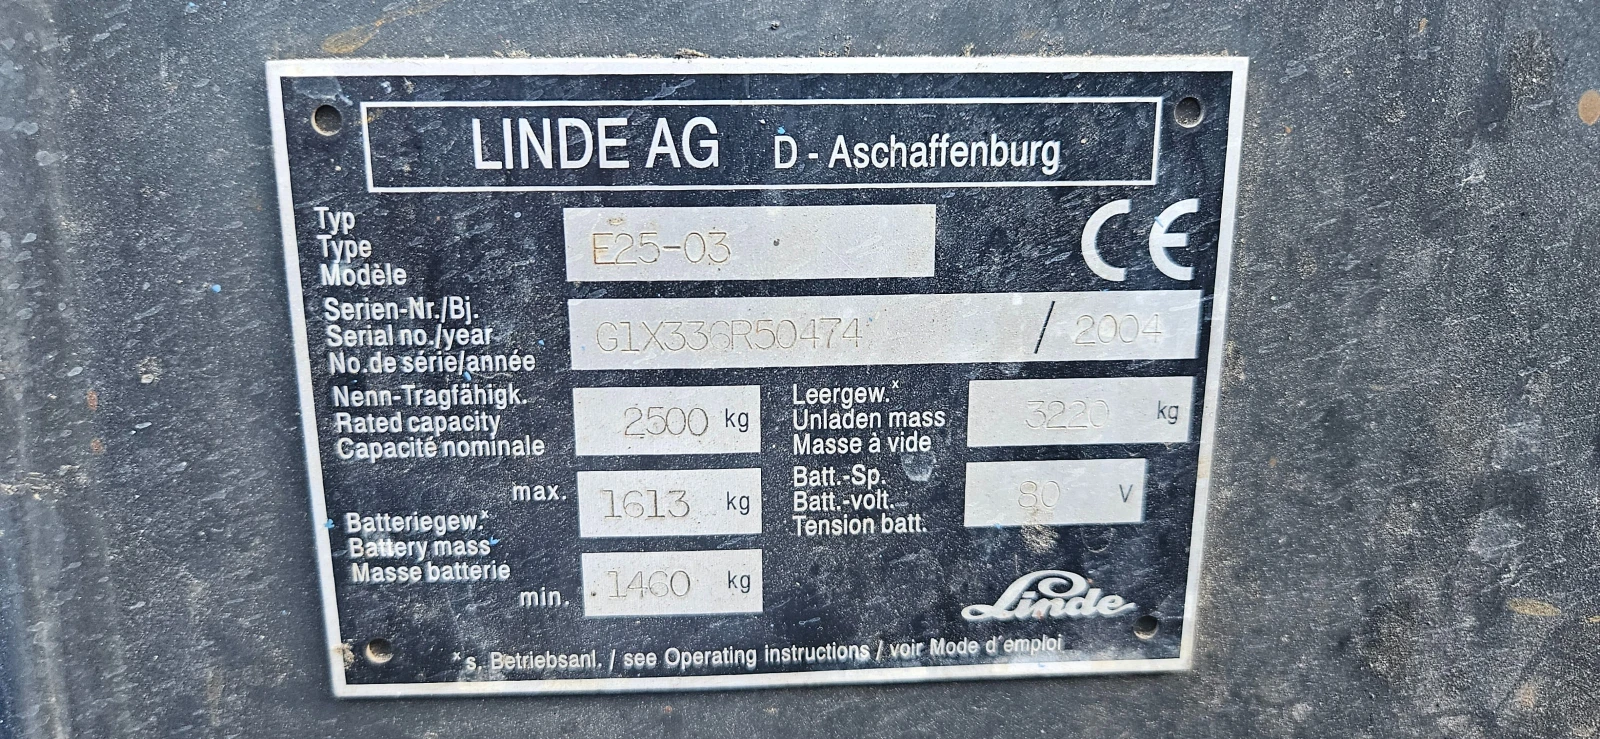 LINDE AG D - Aschaffenburg
Typ
Type
Modèle
E25-03
CE
Serien-Nr./Bj.
Serial no./year
No.de série/année
G1X336R50474 / 2004
Nenn-Tragfähigk.
Rated capacity
Capacité nominale
2500 kg
Leergew.x
Unladen mass
Masse à vide
3220 kg
Batteriegew.x
Battery mass x
Masse batterie
max. 1613 kg
min. 1460 kg
Batt.-Sp.
Batt.-volt.
Tension batt.
80 V
Linde
x s. Betriebsanl. / see Operating instructions / voir Mode d'emploi